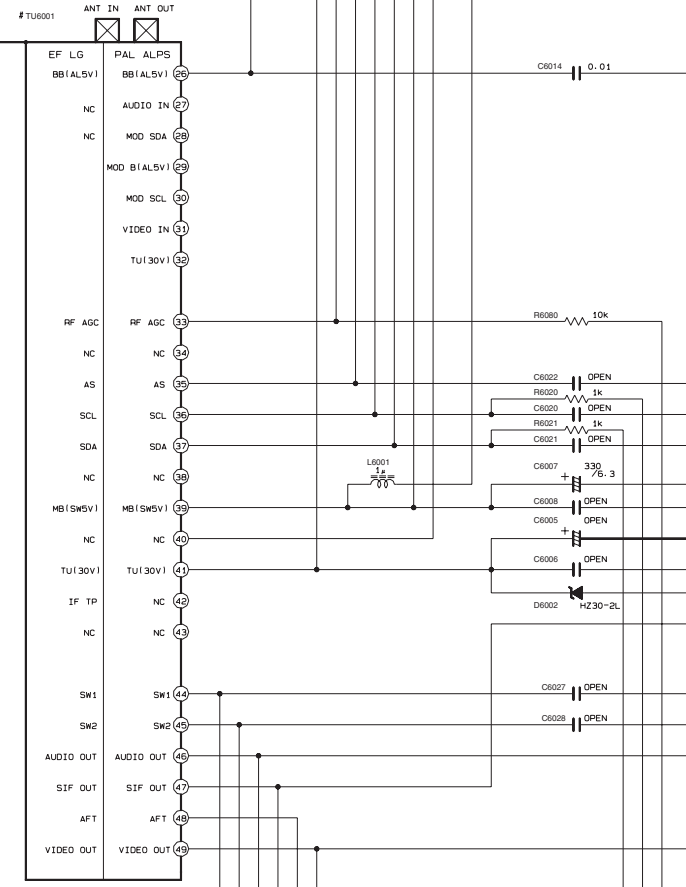 ANT IN ANT OUT
# TU6001
EF LG PAL ALPS
BB(AL5V) BB(AL5V) 26 C6014 0.01
NC AUDIO IN 27
NC MOD SDA 28
MOD B(AL5V) 29
MOD SCL 30
VIDEO IN 31
TU(30V) 32
RF AGC RF AGC 33 R6080 10k
NC NC 34
C6022 OPEN
AS AS 35
R6020 1k
SCL SCL 36 C6020 OPEN
R6021 1k
SDA SDA 37 C6021 OPEN
L6001
1μ
NC NC 38 C6007 + 330/6.3
MB(SW5V) MB(SW5V) 39 C6008 OPEN
C6005 + OPEN
NC NC 40
C6006 OPEN
TU(30V) TU(30V) 41
IF TP NC 42 D6002 HZ30-2L
NC NC 43
SW1 SW1 44 C6027 OPEN
SW2 SW2 45 C6028 OPEN
AUDIO OUT AUDIO OUT 46
SIF OUT SIF OUT 47
AFT AFT 48
VIDEO OUT VIDEO OUT 49